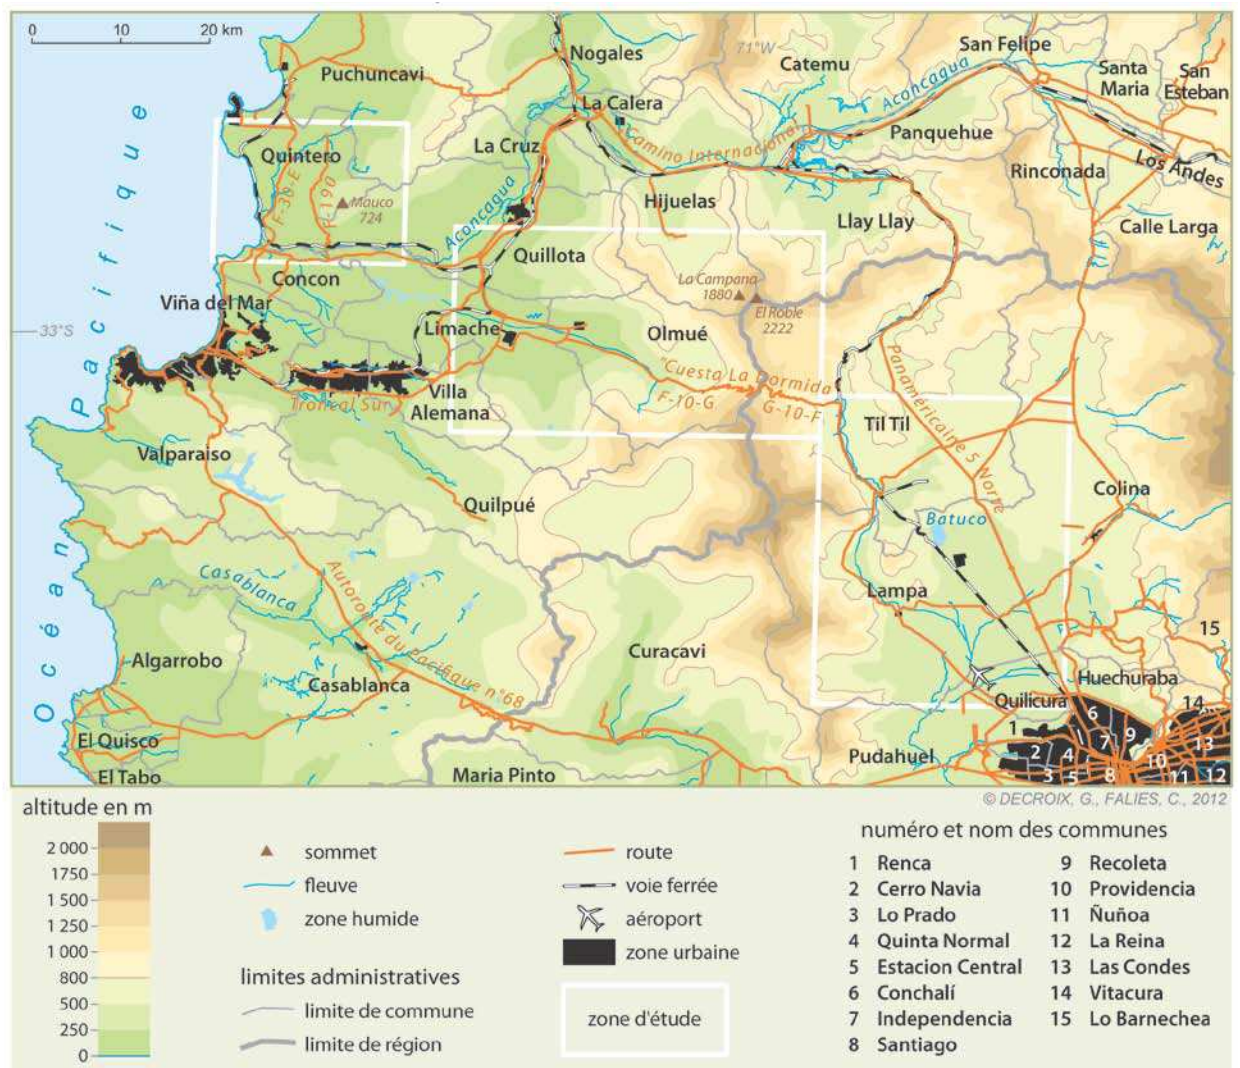 0 10 20 km
Nogales
71°W
San Felipe
Puchuncavi
Catemu
Santa
Maria
San
Esteban
La Calera
Aconcagua
Camino Internacional
Panquehue
La Cruz
Quintero
Los Andes
Rinconada
F-30-E
F-190
Mauco
724
Hijuelas
Aconcagua
Llay Llay
Calle Larga
Quillota
Concon
La Campana
1880
El Roble
2222
Viña del Mar
33°S
Limache
Olmué
Océan Pacifique
"Cuesta La Dormida
F-10-G
G-10-F
Panaméricaine 5 Norte
Villa
Alemana
Troncal Sur
Til Til
Valparaiso
Quilpué
Colina
Batuco
Casablanca
Autoroute du pacifique n°68
Lampa
15
Algarrobo
Curacavi
Casablanca
Huechuraba
Quilicura
14
El Quisco
1
6
7
9
13
2
4
10
Pudahuel
El Tabo
Maria Pinto
3
5
8
11
12
© DECROIX, G., FALIES, C., 2012
altitude en m
2 000
1750
1 500
1 250
1 000
800
500
250
0
sommet
fleuve
zone humide
limites administratives
limite de commune
limite de région
route
voie ferrée
aéroport
zone urbaine
zone d'étude
numéro et nom des communes
1 Renca
2 Cerro Navia
3 Lo Prado
4 Quinta Normal
5 Estacion Central
6 Conchalí
7 Independencia
8 Santiago
9 Recoleta
10 Providencia
11 Ñuñoa
12 La Reina
13 Las Condes
14 Vitacura
15 Lo Barnechea